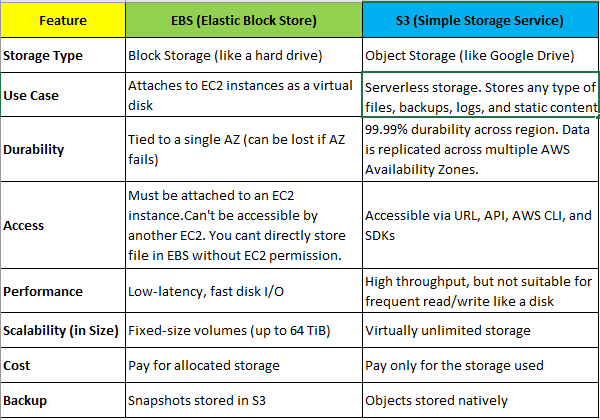 Feature EBS (Elastic Block Store) S3 (Simple Storage Service)
Storage Type Block Storage (like a hard drive) Object Storage (like Google Drive)
Use Case
Attaches to EC2 instances as a virtual
disk
Serverless storage. Stores any type of
files, backups, logs, and static content
Durability
Tied to a single AZ (can be lost if AZ
fails)
99.99% durability across region. Data
is replicated across multiple AWS
Availability Zones.
Access
Must be attached to an EC2
instance.Can't be accessible by
another EC2. You cant directly store
file in EBS without EC2 permission.
Accessible via URL, API, AWS CLI, and
SDKs
Performance
Low-latency, fast disk I/O
High throughput, but not suitable for
frequent read/write like a disk
Scalability (in Size) Fixed-size volumes (up to 64 TiB) Virtually unlimited storage
Cost Pay for allocated storage Pay only for the storage used
Backup Snapshots stored in S3 Objects stored natively